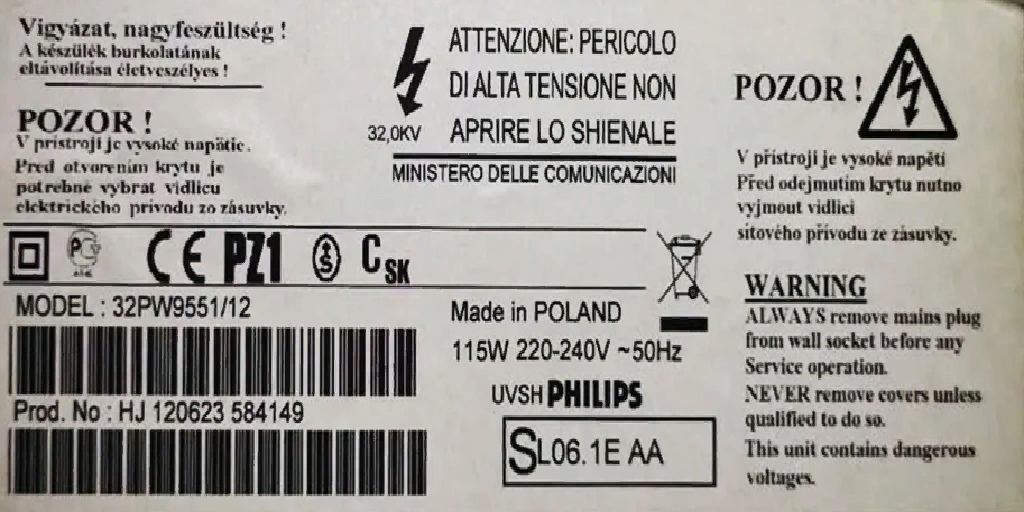 Vigyázat, nagyfeszültség !
A készülék burkolatának
eltávolítása életveszélyes !
POZOR !
V prístroji je vysoké napätie.
Pred otvorením krytu je
potrebné vybrat vidlicu
elektrického privodu zo zásuvky.
32,0KV
ATTENZIONE: PERICOLO
DI ALTA TENSIONE NON
APRIRE LO SHIENALE
MINISTERO DELLE COMUNICAZIONI
POZOR !
V přístroji je vysoké napětí
Před odejmutím krytu nutno
vyjmout vidlici
síťového přívodu ze zásuvky.
CE PZ1 S CSK
MODEL : 32PW9551/12
Prod. No : HJ 120623 584149
Made in POLAND
115W 220-240V ~50Hz
UVSH PHILIPS
SL06.1E AA
WARNING
ALWAYS remove mains plug
from wall socket before any
Service operation.
NEVER remove covers unless
qualified to do so.
This unit contains dangerous
voltages.